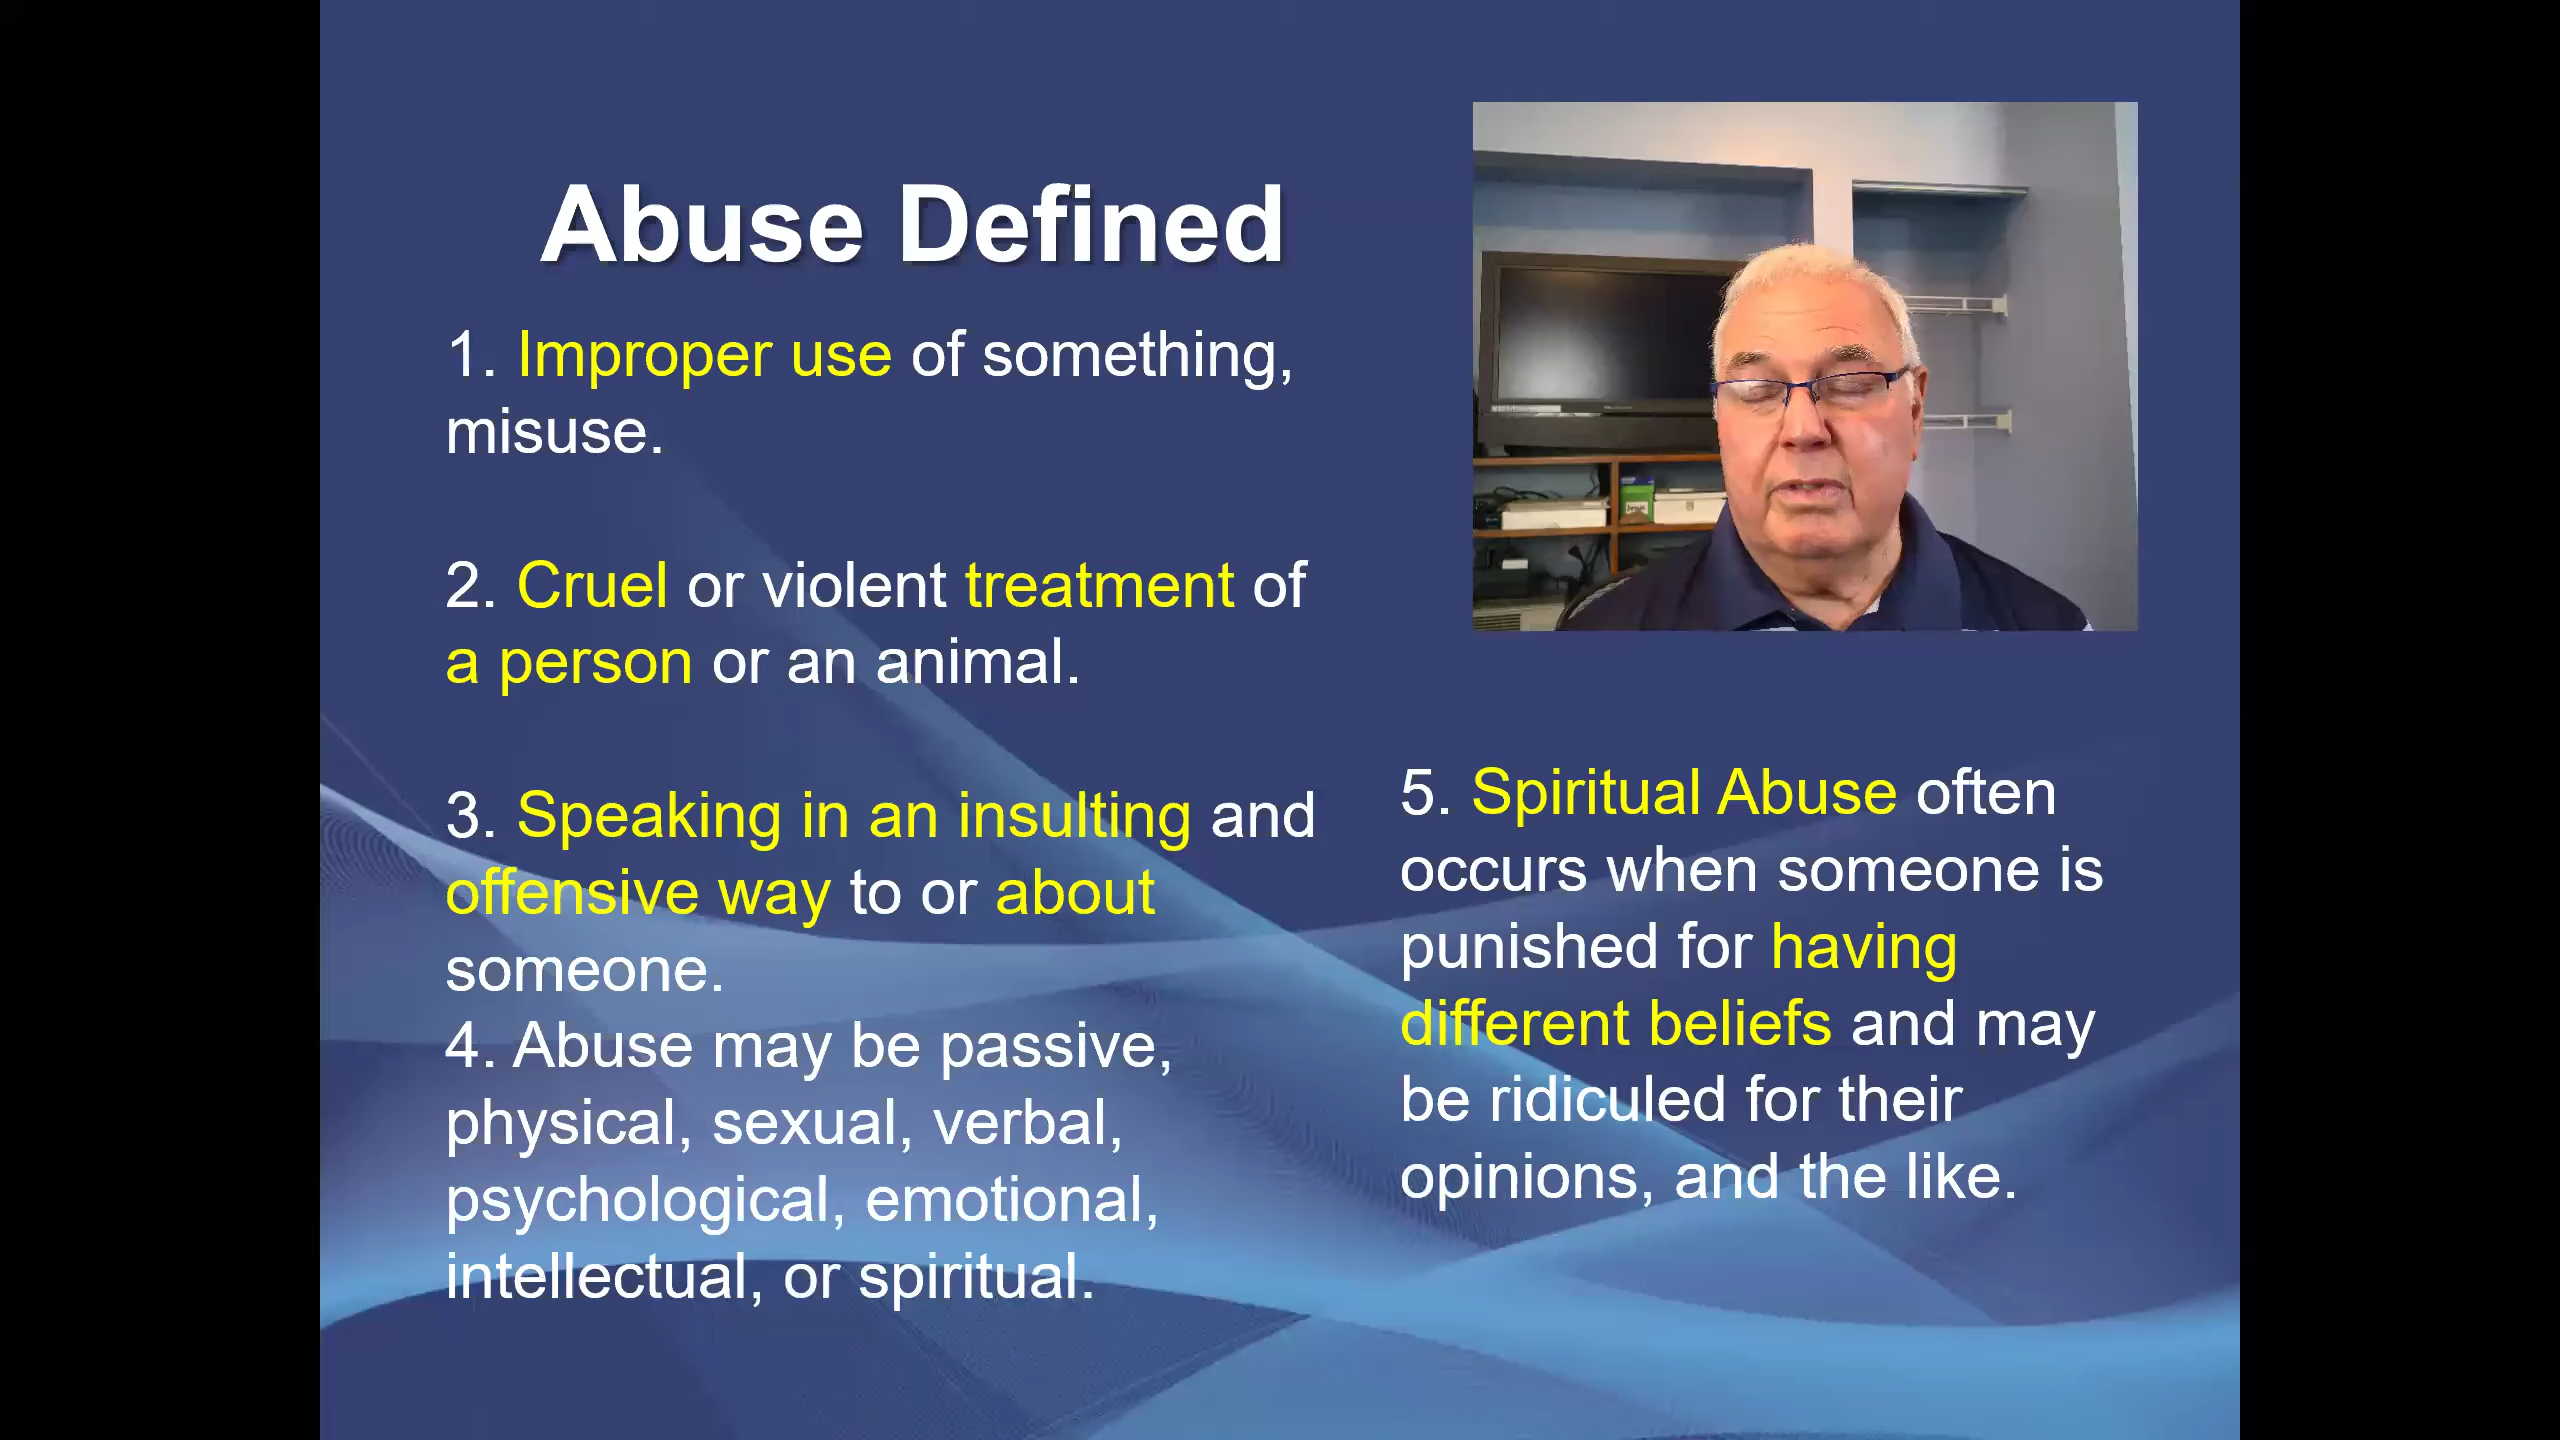 Abuse Defined
1. Improper use of something,
misuse.
2. Cruel or violent treatment of
a person or an animal.
3. Speaking in an insulting and
offensive way to or about
someone.
4. Abuse may be passive,
physical, sexual, verbal,
psychological, emotional,
intellectual, or spiritual.
5. Spiritual Abuse often
occurs when someone is
punished for having
different beliefs and may
be ridiculed for their
opinions, and the like.